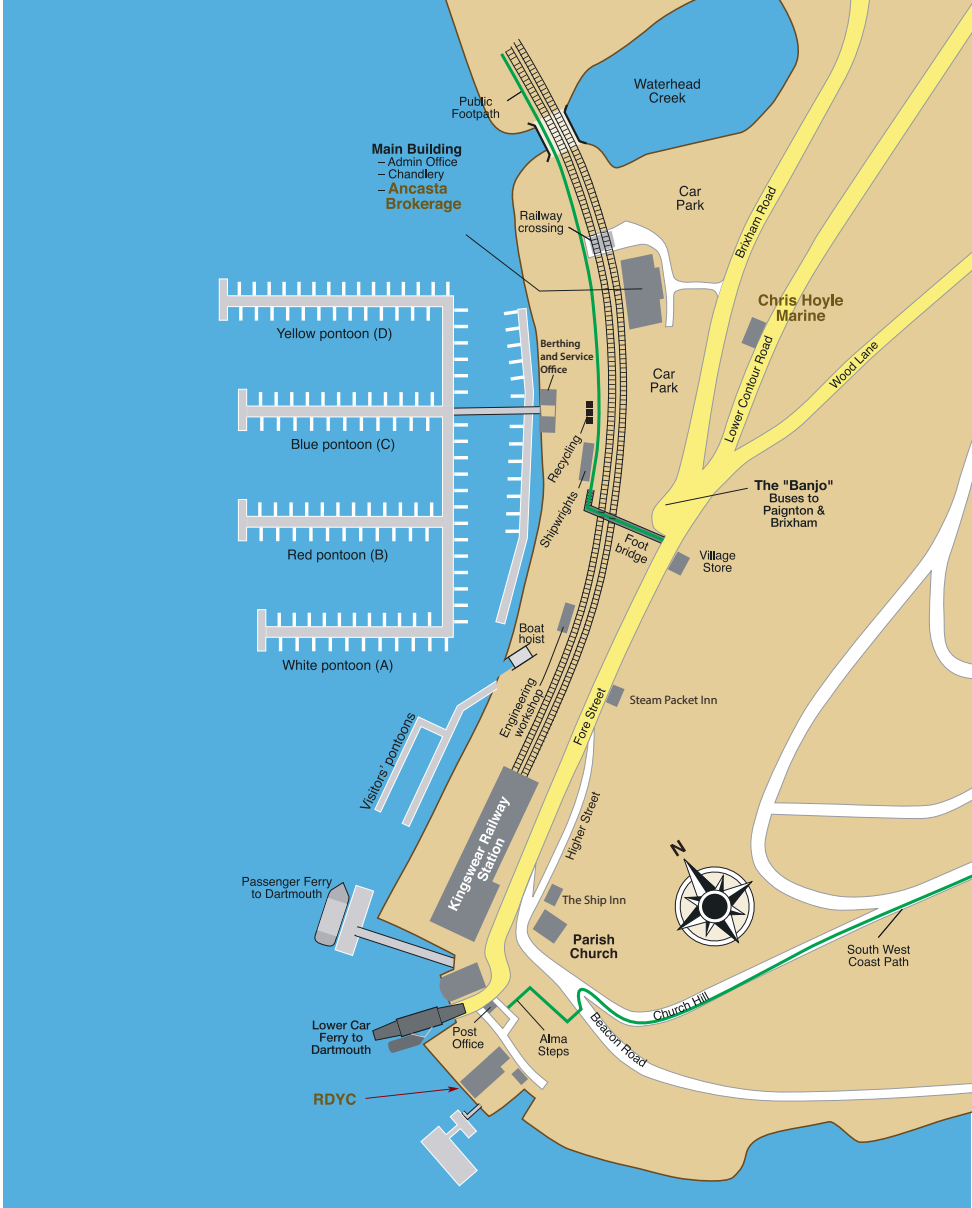 Waterhead
Creek
Public
Footpath
Main Building
– Admin Office
– Chandlery
– Ancasta
Brokerage
Car
Park
Railway
crossing
Brixham Road
Chris Hoyle
Marine
Yellow pontoon (D)
Berthing
and Service
Office
Car
Park
Lower Contour Road
Wood Lane
Blue pontoon (C)
Recycling
Shipwrights
The "Banjo"
Buses to
Paignton &
Brixham
Foot
bridge
Village
Store
Red pontoon (B)
Boat
hoist
White pontoon (A)
Engineering
workshop
Fore Street
Steam Packet Inn
Visitors' pontoons
Kingswear Railway
Station
Higher Street
N
Passenger Ferry
to Dartmouth
The Ship Inn
Parish
Church
South West
Coast Path
Church Hill
Lower Car
Ferry to
Dartmouth
Post
Office
Alma
Steps
Beacon Road
RDYC